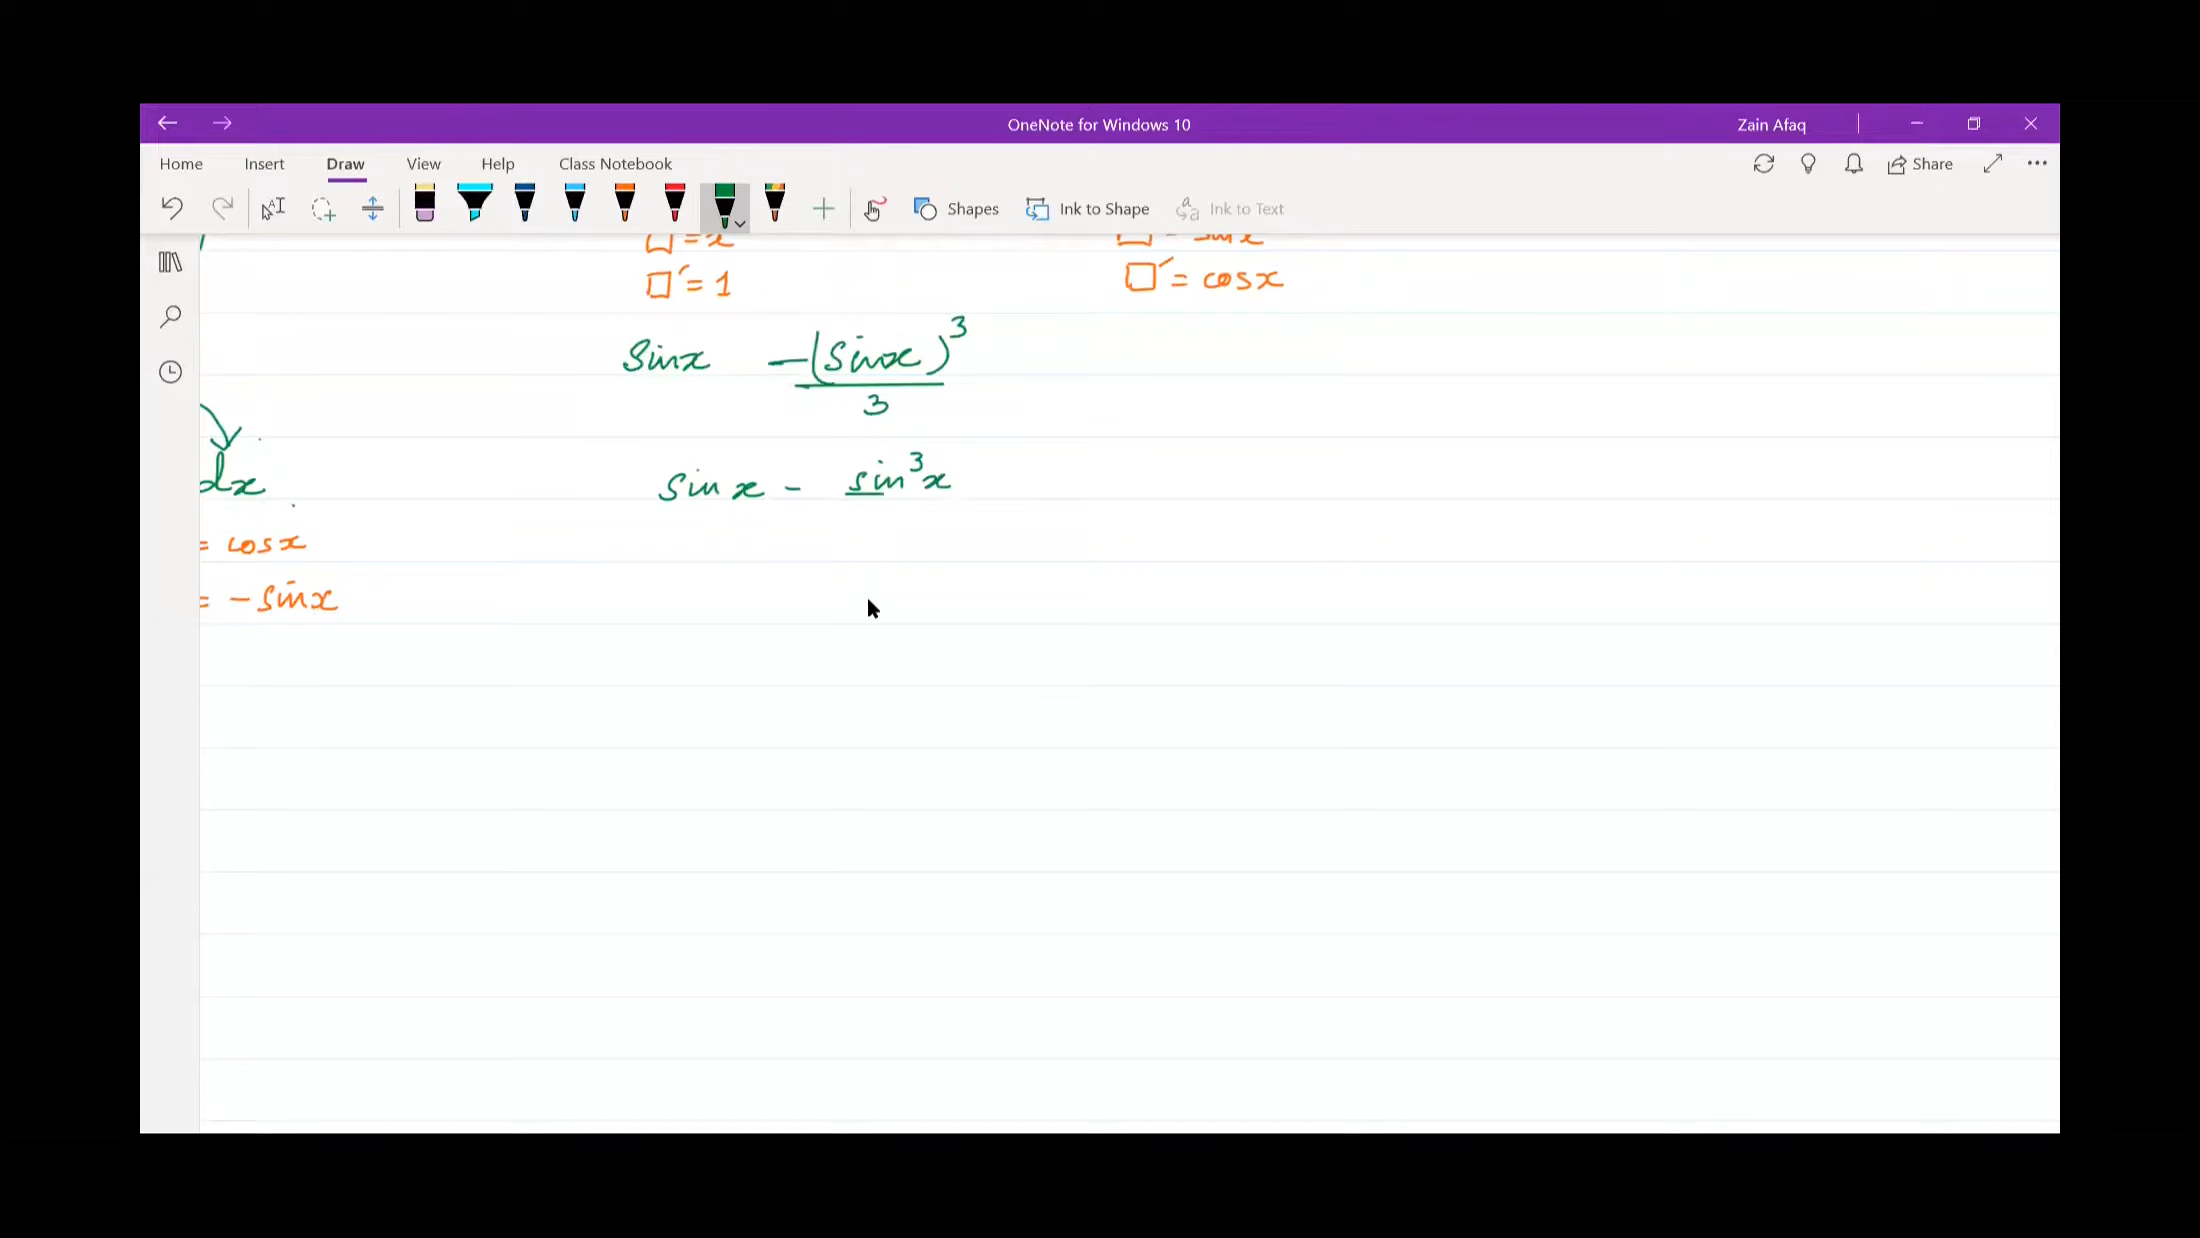 OneNote for Windows 10
Zain Afaq
Home Insert Draw View Help Class Notebook
Share
Shapes Ink to Shape Ink to Text
□ = x
□ = sinx
□′ = 1
□′ = cosx
sinx −(sinx)³
3
dx
sin x − sin³x
= cosx
= −sinx